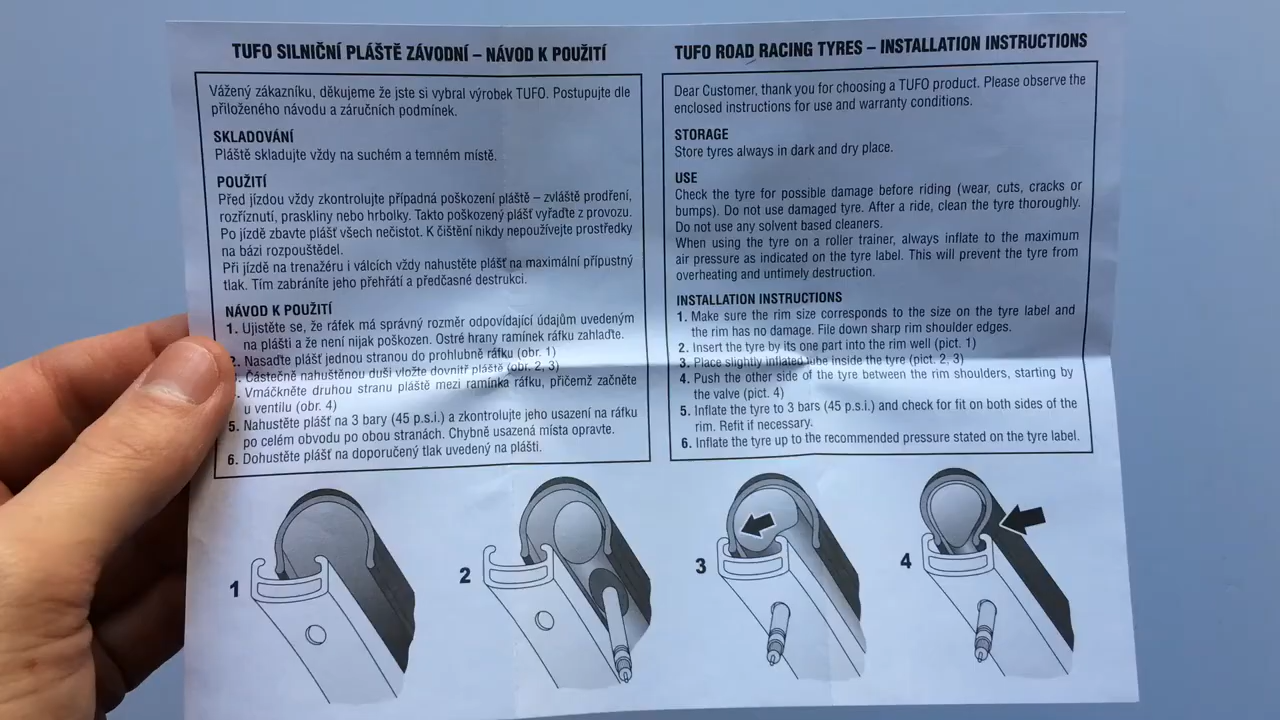 TUFO SILNIČNÍ PLÁŠTĚ ZÁVODNÍ – NÁVOD K POUŽITÍ
Vážený zákazníku, děkujeme že jste si vybral výrobek TUFO. Postupujte dle
přiloženého návodu a záručních podmínek.
SKLADOVÁNÍ
Pláště skladujte vždy na suchém a temném místě.
POUŽITÍ
Před jízdou vždy zkontrolujte případná poškození pláště – zvláště prodření,
rozříznutí, praskliny nebo hrbolky. Takto poškozený plášť vyřaďte z provozu.
Po jízdě zbavte plášť všech nečistot. K čištění nikdy nepoužívejte prostředky
na bázi rozpouštědel.
Při jízdě na trenažéru i válcích vždy nahustěte plášť na maximální přípustný
tlak. Tím zabráníte jeho přehřátí a předčasné destrukci.
NÁVOD K POUŽITÍ
1. Ujistěte se, že ráfek má správný rozměr odpovídající údajům uvedeným
na plášti a že není nijak poškozen. Ostré hrany ramínek ráfku zahlaďte.
2. Nasaďte plášť jednou stranou do prohlubně ráfku (obr. 1)
Částečně nahuštěnou duši vložte dovnitř pláště (obr. 2, 3)
Vmáčkněte druhou stranu pláště mezi ramínka ráfku, přičemž začněte
u ventilu (obr. 4)
5. Nahustěte plášť na 3 bary (45 p.s.i.) a zkontrolujte jeho usazení na ráfku
po celém obvodu po obou stranách. Chybně usazená místa opravte.
6. Dohustěte plášť na doporučený tlak uvedený na plášti.
TUFO ROAD RACING TYRES – INSTALLATION INSTRUCTIONS
Dear Customer, thank you for choosing a TUFO product. Please observe the
enclosed instructions for use and warranty conditions.
STORAGE
Store tyres always in dark and dry place.
USE
Check the tyre for possible damage before riding (wear, cuts, cracks or
bumps). Do not use damaged tyre. After a ride, clean the tyre thoroughly.
Do not use any solvent based cleaners.
When using the tyre on a roller trainer, always inflate to the maximum
air pressure as indicated on the tyre label. This will prevent the tyre from
overheating and untimely destruction.
INSTALLATION INSTRUCTIONS
1. Make sure the rim size corresponds to the size on the tyre label and
the rim has no damage. File down sharp rim shoulder edges.
2. Insert the tyre by its one part into the rim well (pict. 1)
3. Place slightly inflated tube inside the tyre (pict. 2, 3)
4. Push the other side of the tyre between the rim shoulders, starting by
the valve (pict. 4)
5. Inflate the tyre to 3 bars (45 p.s.i.) and check for fit on both sides of the
rim. Refit if necessary.
6. Inflate the tyre up to the recommended pressure stated on the tyre label.
1
2
3
4